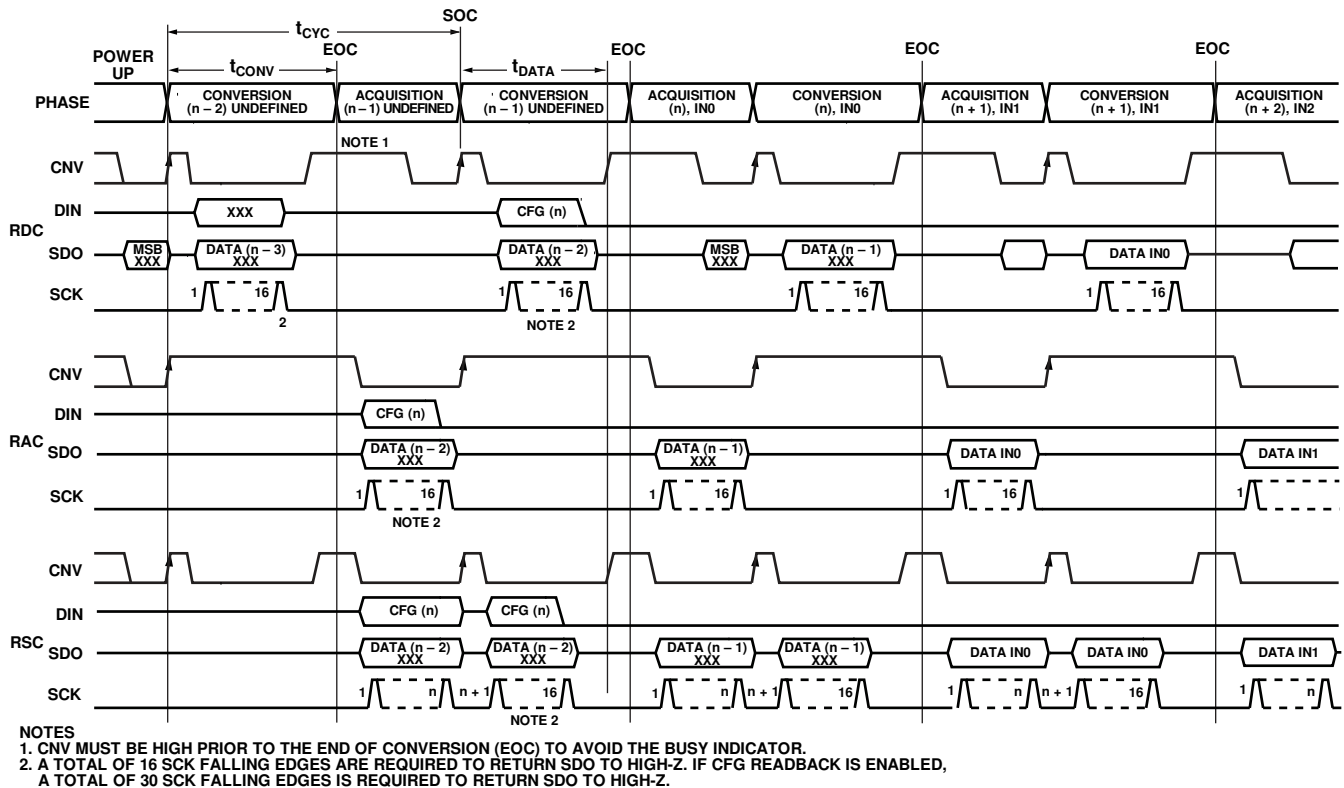 SOC
tCYC
POWER
UP
EOC EOC EOC EOC
tCONV tDATA
PHASE
CONVERSION
(n – 2) UNDEFINED
ACQUISITION
(n – 1) UNDEFINED
CONVERSION
(n – 1) UNDEFINED
ACQUISITION
(n), IN0
CONVERSION
(n), IN0
ACQUISITION
(n + 1), IN1
CONVERSION
(n + 1), IN1
ACQUISITION
(n + 2), IN2
NOTE 1
CNV
RDC
DIN XXX CFG (n)
SDO
MSB
XXX
DATA (n – 3)
XXX
DATA (n – 2)
XXX
MSB
XXX
DATA (n – 1)
XXX
DATA IN0
SCK 1 16 1 16 1 16 1 16
2 NOTE 2
CNV
DIN CFG (n)
RAC
SDO
DATA (n – 2)
XXX
DATA (n – 1)
XXX
DATA IN0
DATA IN1
SCK 1 16 1 16 1 16 1
NOTE 2
CNV
DIN CFG (n) CFG (n)
RSC
SDO
DATA (n – 2)
XXX
DATA (n – 2)
XXX
DATA (n – 1)
XXX
DATA (n – 1)
XXX
DATA IN0
DATA IN0
DATA IN1
SCK 1 n n + 1 16 1 n n + 1 16 1 n n + 1 16 1 n
NOTE 2
NOTES
1. CNV MUST BE HIGH PRIOR TO THE END OF CONVERSION (EOC) TO AVOID THE BUSY INDICATOR.
2. A TOTAL OF 16 SCK FALLING EDGES ARE REQUIRED TO RETURN SDO TO HIGH-Z. IF CFG READBACK IS ENABLED,
A TOTAL OF 30 SCK FALLING EDGES IS REQUIRED TO RETURN SDO TO HIGH-Z.